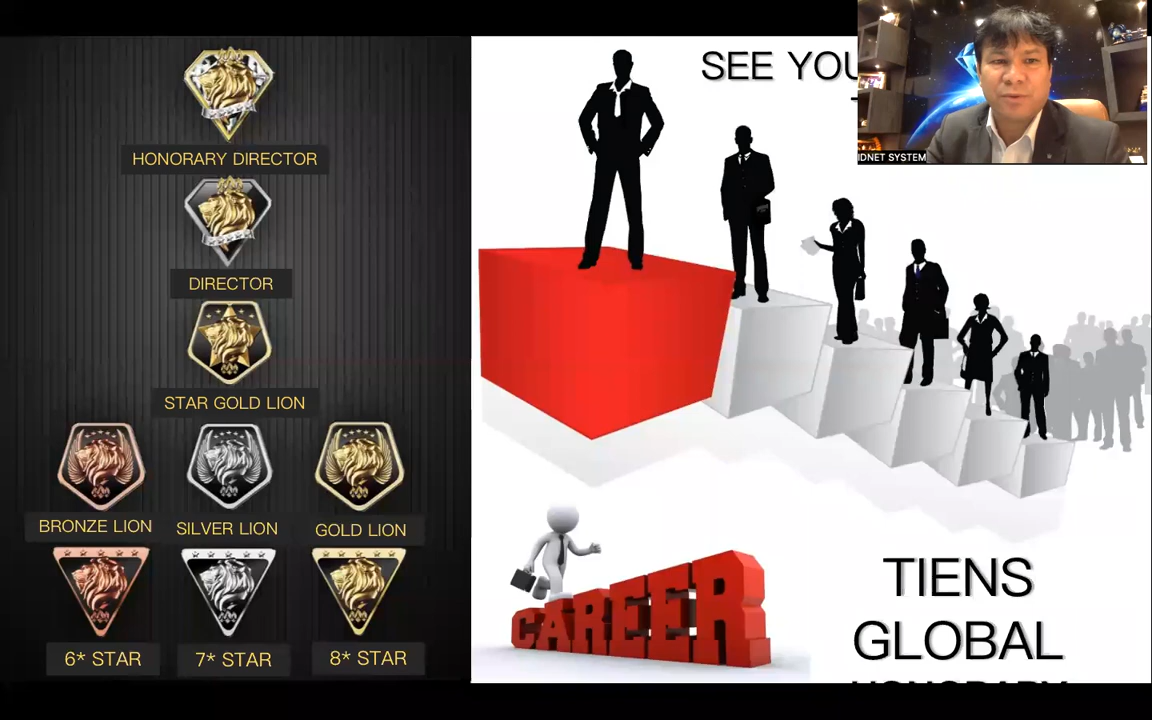 HONORARY DIRECTOR
DIRECTOR
STAR GOLD LION
BRONZE LION
SILVER LION
GOLD LION
6* STAR
7* STAR
8* STAR
SEE YOU
IDNET SYSTEM
CAREER
TIENS
GLOBAL
HONORARY